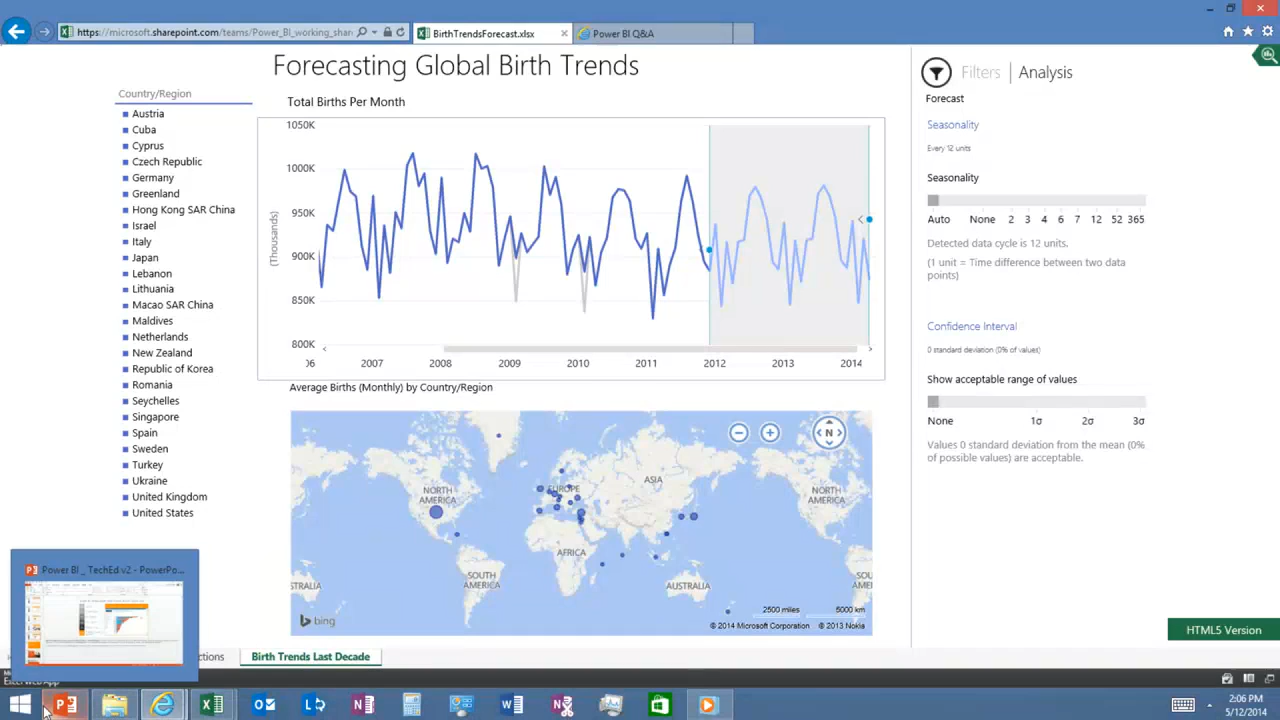 https://microsoft.sharepoint.com/teams/Power_BI_working_shar
BirthTrendsForecast.xlsx
Power BI Q&A
Forecasting Global Birth Trends
Country/Region
Austria
Cuba
Cyprus
Czech Republic
Germany
Greenland
Hong Kong SAR China
Israel
Italy
Japan
Lebanon
Lithuania
Macao SAR China
Maldives
Netherlands
New Zealand
Republic of Korea
Romania
Seychelles
Singapore
Spain
Sweden
Turkey
Ukraine
United Kingdom
United States
Total Births Per Month
(Thousands)
1050K
1000K
950K
900K
850K
800K
06 2007 2008 2009 2010 2011 2012 2013 2014
Average Births (Monthly) by Country/Region
NORTH AMERICA
EUROPE
ASIA
NORTH AMERICA
AFRICA
SOUTH AMERICA
AUSTRALIA
STRALIA
SOU
AME
N
bing
2500 miles 5000 km
© 2014 Microsoft Corporation © 2013 Nokia
Filters | Analysis
Forecast
Seasonality
Every 12 units
Seasonality
Auto None 2 3 4 6 7 12 52 365
Detected data cycle is 12 units.
(1 unit = Time difference between two data
points)
Confidence Interval
0 standard deviation (0% of values)
Show acceptable range of values
None 1σ 2σ 3σ
Values 0 standard deviation from the mean (0%
of possible values) are acceptable.
HTML5 Version
Power BI _ TechEd v2 - PowerPo...
ctions
Birth Trends Last Decade
Excel Web App
2:06 PM
5/12/2014